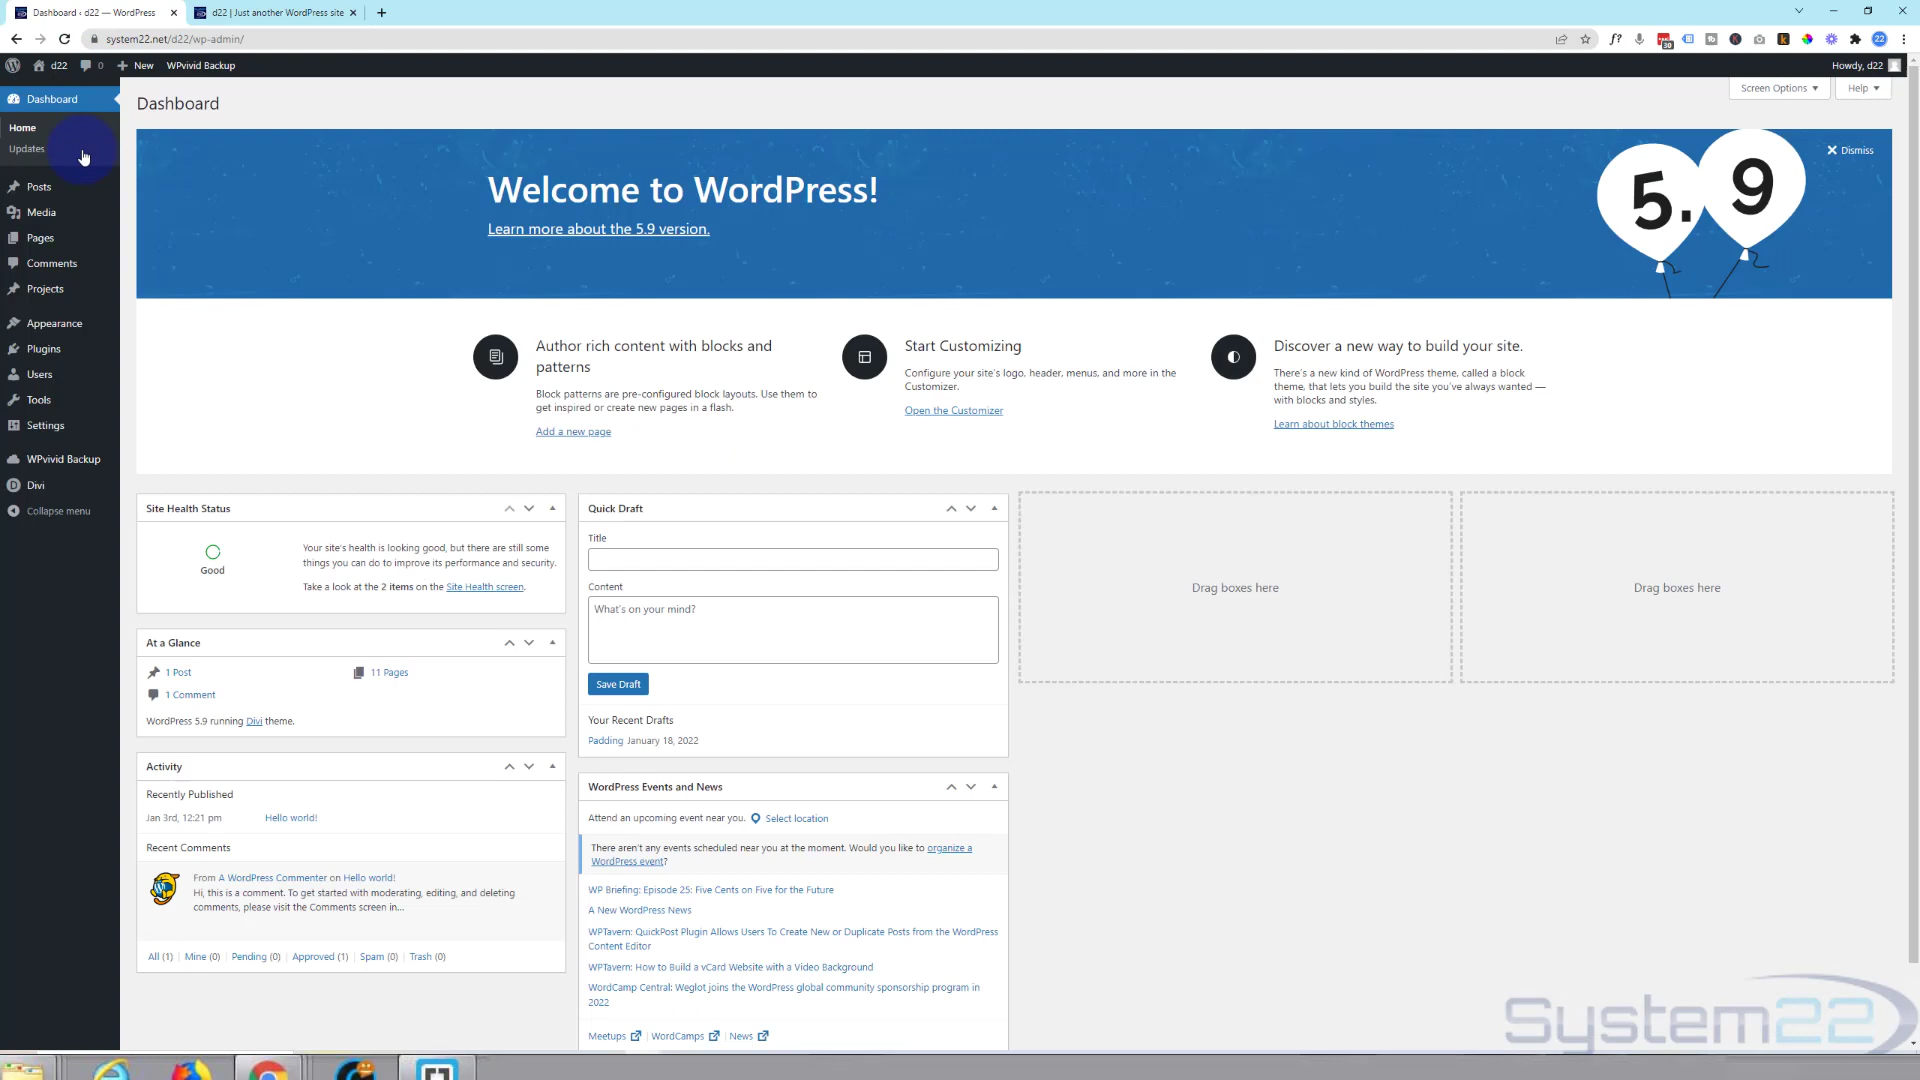 Dashboard ‹ d22 — WordPress
d22 | Just another WordPress site
system22.net/d22/wp-admin/
30
22
d22
0
New
WPvivid Backup
Howdy, d22
Dashboard
Home
Updates
Posts
Media
Pages
Comments
Projects
Appearance
Plugins
Users
Tools
Settings
WPvivid Backup
Divi
Collapse menu
Screen Options
Help
Dashboard
Welcome to WordPress!
Learn more about the 5.9 version.
5.9
Dismiss
Author rich content with blocks and
patterns
Block patterns are pre-configured block layouts. Use them to
get inspired or create new pages in a flash.
Add a new page
Start Customizing
Configure your site's logo, header, menus, and more in the
Customizer.
Open the Customizer
Discover a new way to build your site.
There's a new kind of WordPress theme, called a block
theme, that lets you build the site you've always wanted —
with blocks and styles.
Learn about block themes
Site Health Status
Good
Your site's health is looking good, but there are still some
things you can do to improve its performance and security.
Take a look at the 2 items on the Site Health screen.
At a Glance
1 Post
11 Pages
1 Comment
WordPress 5.9 running Divi theme.
Activity
Recently Published
Jan 3rd, 12:21 pm
Hello world!
Recent Comments
From A WordPress Commenter on Hello world!
Hi, this is a comment. To get started with moderating, editing, and deleting
comments, please visit the Comments screen in...
All (1) | Mine (0) | Pending (0) | Approved (1) | Spam (0) | Trash (0)
Quick Draft
Title
Content
What's on your mind?
Save Draft
Your Recent Drafts
Padding January 18, 2022
WordPress Events and News
Attend an upcoming event near you. Select location
There aren't any events scheduled near you at the moment. Would you like to organize a
WordPress event?
WP Briefing: Episode 25: Five Cents on Five for the Future
A New WordPress News
WPTavern: QuickPost Plugin Allows Users To Create New or Duplicate Posts from the WordPress
Content Editor
WPTavern: How to Build a vCard Website with a Video Background
WordCamp Central: Weglot joins the WordPress global community sponsorship program in
2022
Meetups | WordCamps | News
Drag boxes here
Drag boxes here
System22